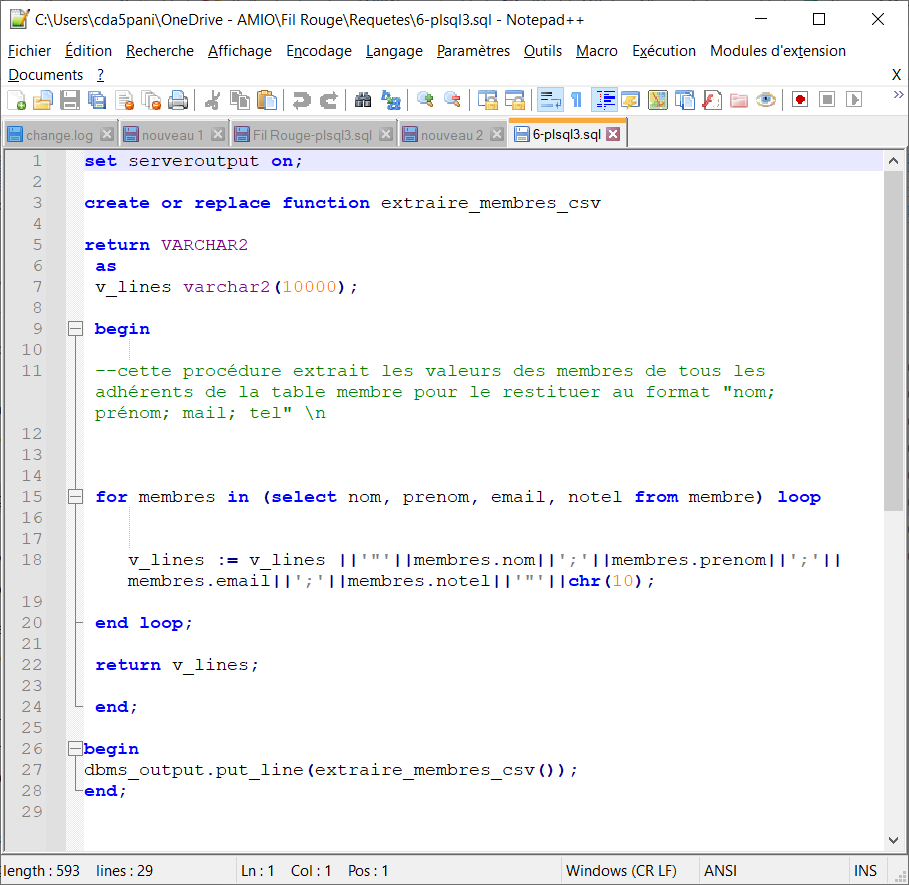 C:\Users\cda5pani\OneDrive - AMIO\Fil Rouge\Requetes\6-plsql3.sql - Notepad++
Fichier Édition Recherche Affichage Encodage Langage Paramètres Outils Macro Exécution Modules d'extension
Documents ? X
change.log nouveau 1 Fil Rouge-plsql3.sql nouveau 2 6-plsql3.sql
1 set serveroutput on;
2
3 create or replace function extraire_membres_csv
4
5 return VARCHAR2
6 as
7 v_lines varchar2(10000);
8
9 begin
10
11 --cette procédure extrait les valeurs des membres de tous les
adhérents de la table membre pour le restituer au format "nom;
prénom; mail; tel" \n
12
13
14
15 for membres in (select nom, prenom, email, notel from membre) loop
16
17
18 v_lines := v_lines ||'"'||membres.nom||';'||membres.prenom||';'||
membres.email||';'||membres.notel||'"'||chr(10);
19
20 end loop;
21
22 return v_lines;
23
24 end;
25
26 begin
27 dbms_output.put_line(extraire_membres_csv());
28 end;
29
length : 593 lines : 29 Ln : 1 Col : 1 Pos : 1 Windows (CR LF) ANSI INS